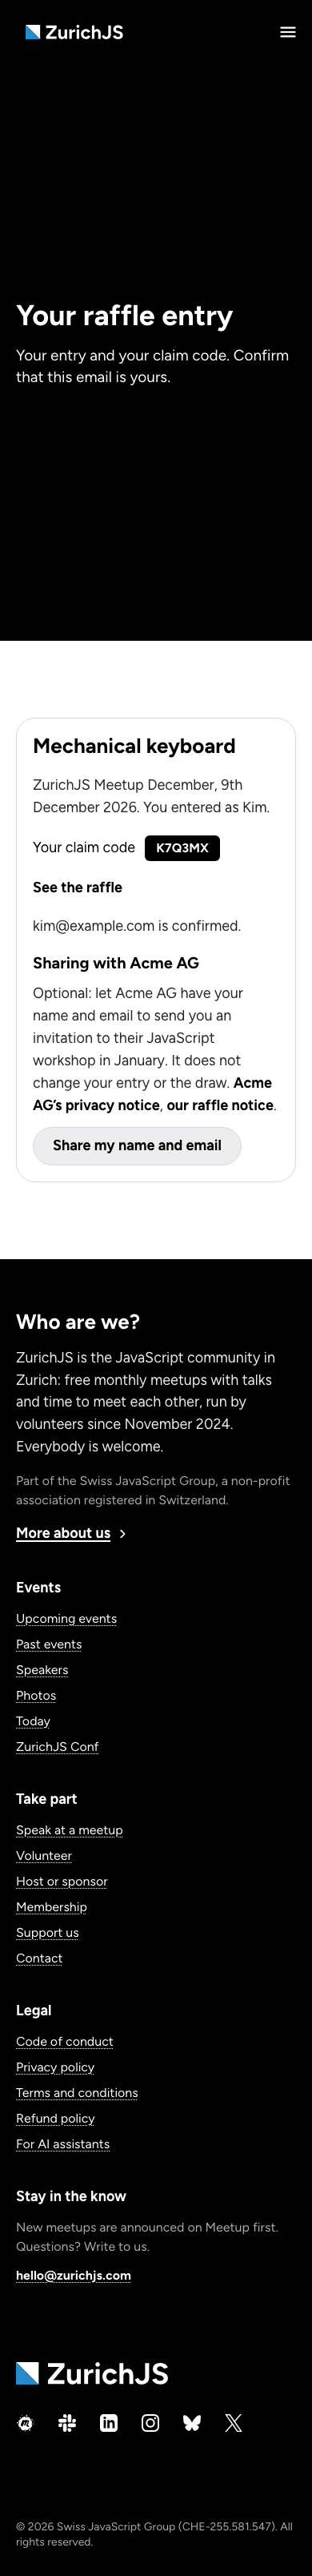 ZurichJS
Your raffle entry
Your entry and your claim code. Confirm
that this email is yours.
Mechanical keyboard
ZurichJS Meetup December, 9th
December 2026. You entered as Kim.
Your claim code K7Q3MX
See the raffle
kim@example.com is confirmed.
Sharing with Acme AG
Optional: let Acme AG have your
name and email to send you an
invitation to their JavaScript
workshop in January. It does not
change your entry or the draw. Acme
AG’s privacy notice, our raffle notice.
Share my name and email
Who are we?
ZurichJS is the JavaScript community in
Zurich: free monthly meetups with talks
and time to meet each other, run by
volunteers since November 2024.
Everybody is welcome.
Part of the Swiss JavaScript Group, a non-profit
association registered in Switzerland.
More about us
Events
Upcoming events
Past events
Speakers
Photos
Today
ZurichJS Conf
Take part
Speak at a meetup
Volunteer
Host or sponsor
Membership
Support us
Contact
Legal
Code of conduct
Privacy policy
Terms and conditions
Refund policy
For AI assistants
Stay in the know
New meetups are announced on Meetup first.
Questions? Write to us.
hello@zurichjs.com
ZurichJS
© 2026 Swiss JavaScript Group (CHE-255.581.547). All
rights reserved.